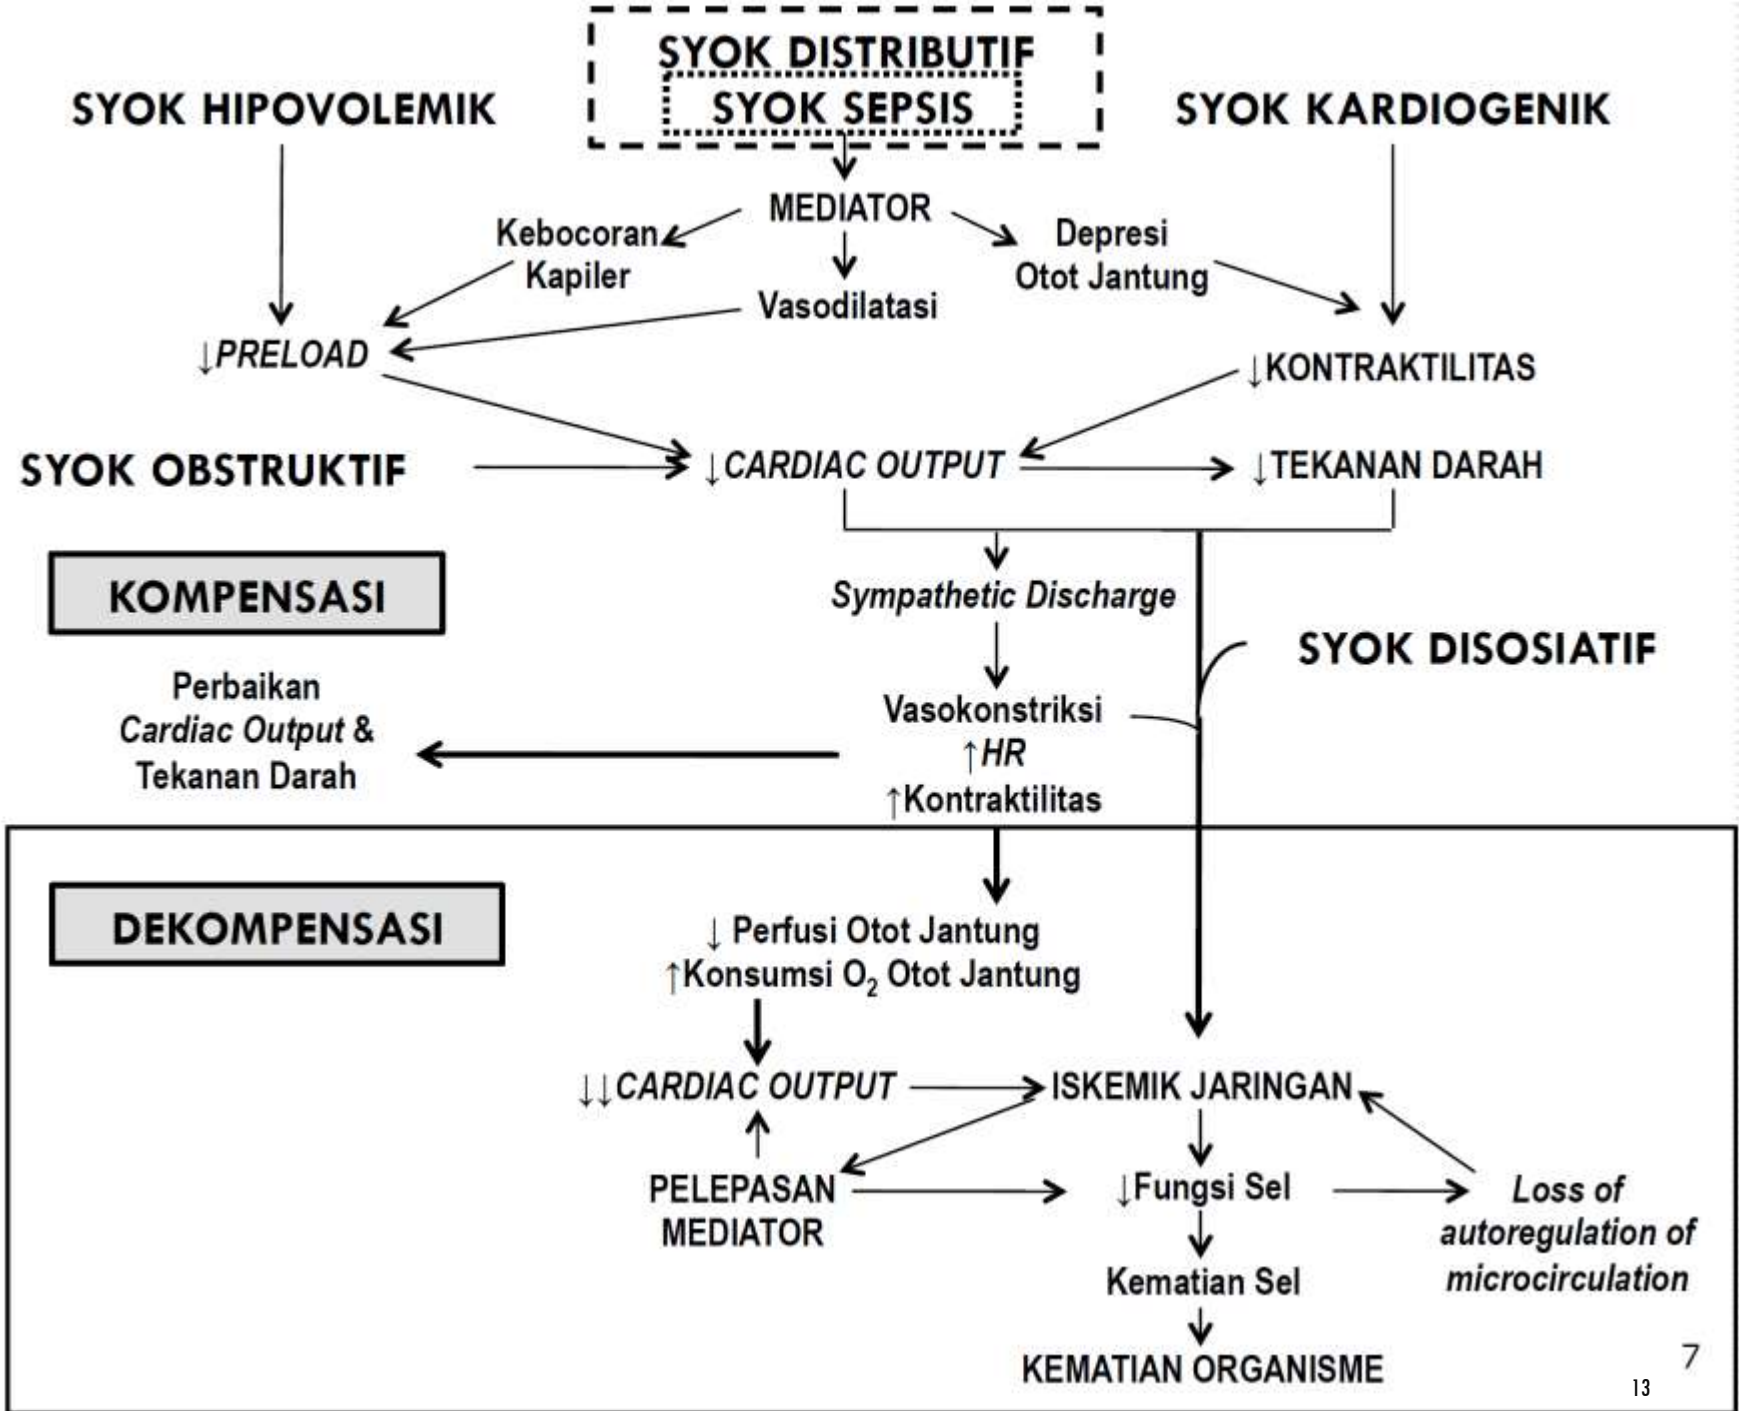 SYOK DISTRIBUTIF
SYOK SEPSIS
SYOK HIPOVOLEMIK
SYOK KARDIOGENIK
MEDIATOR
Kebocoran
Kapiler
Depresi
Otot Jantung
Vasodilatasi
↓PRELOAD
↓KONTRAKTILITAS
SYOK OBSTRUKTIF
↓CARDIAC OUTPUT
↓TEKANAN DARAH
KOMPENSASI
Sympathetic Discharge
SYOK DISOSIATIF
Perbaikan
Cardiac Output &
Tekanan Darah
Vasokonstriksi
↑HR
↑Kontraktilitas
DEKOMPENSASI
↓ Perfusi Otot Jantung
↑Konsumsi O₂ Otot Jantung
↓↓CARDIAC OUTPUT
ISKEMIK JARINGAN
PELEPASAN
MEDIATOR
↓Fungsi Sel
Loss of
autoregulation of
microcirculation
Kematian Sel
KEMATIAN ORGANISME
7
13